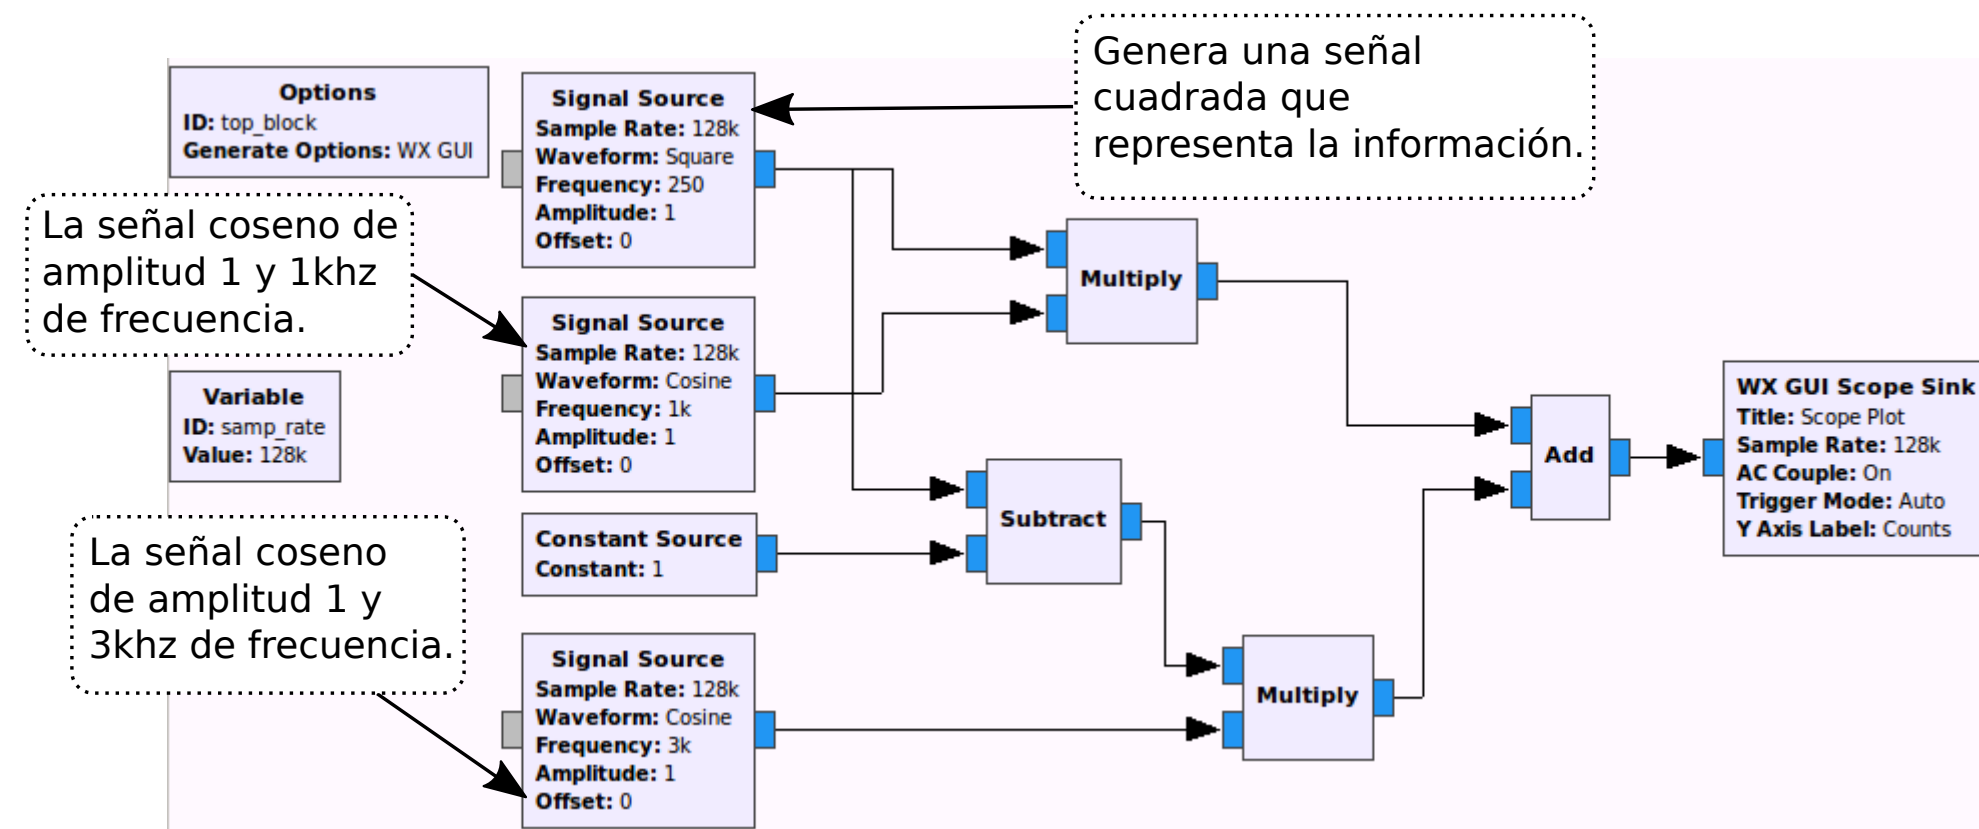 Genera una señal
cuadrada que
representa la información.
Options
ID: top_block
Generate Options: WX GUI
Signal Source
Sample Rate: 128k
Waveform: Square
Frequency: 250
Amplitude: 1
Offset: 0
La señal coseno de
amplitud 1 y 1khz
de frecuencia.
Multiply
Signal Source
Sample Rate: 128k
Waveform: Cosine
Frequency: 1k
Amplitude: 1
Offset: 0
Variable
ID: samp_rate
Value: 128k
WX GUI Scope Sink
Title: Scope Plot
Sample Rate: 128k
AC Couple: On
Trigger Mode: Auto
Y Axis Label: Counts
Add
Subtract
Constant Source
Constant: 1
La señal coseno
de amplitud 1 y
3khz de frecuencia.
Signal Source
Sample Rate: 128k
Waveform: Cosine
Frequency: 3k
Amplitude: 1
Offset: 0
Multiply